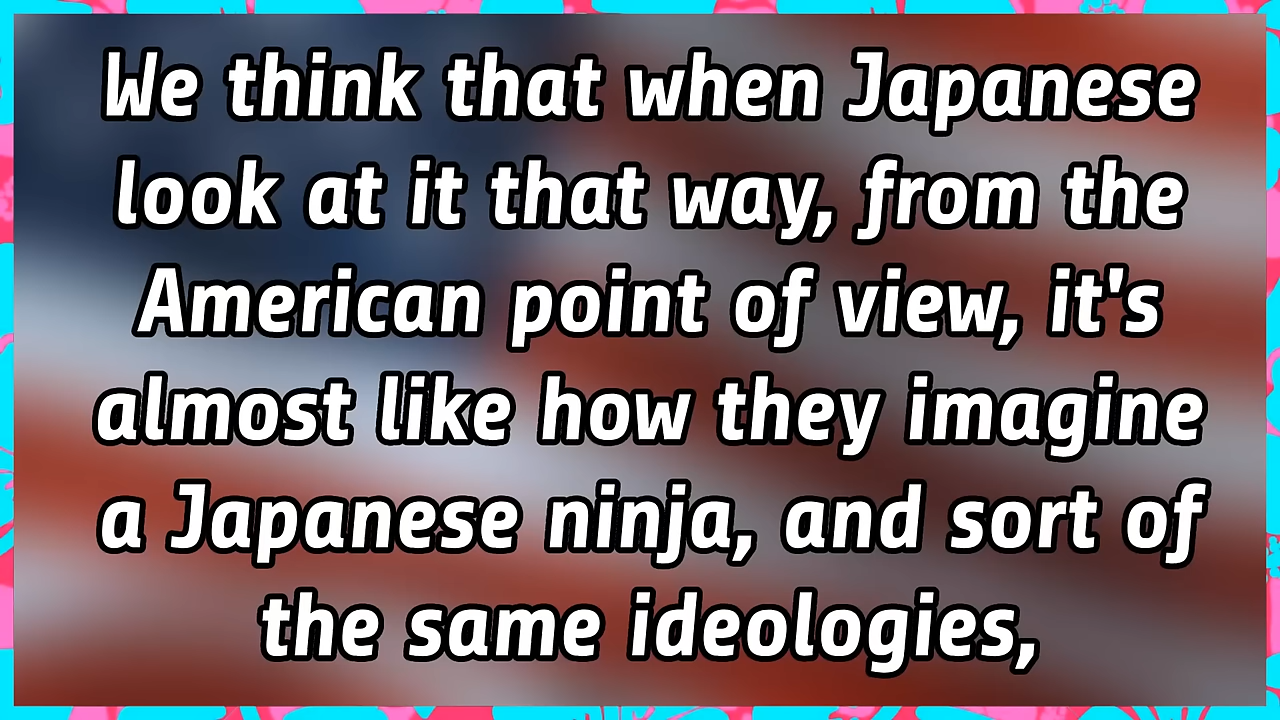 We think that when Japanese
look at it that way, from the
American point of view, it's
almost like how they imagine
a Japanese ninja, and sort of
the same ideologies,